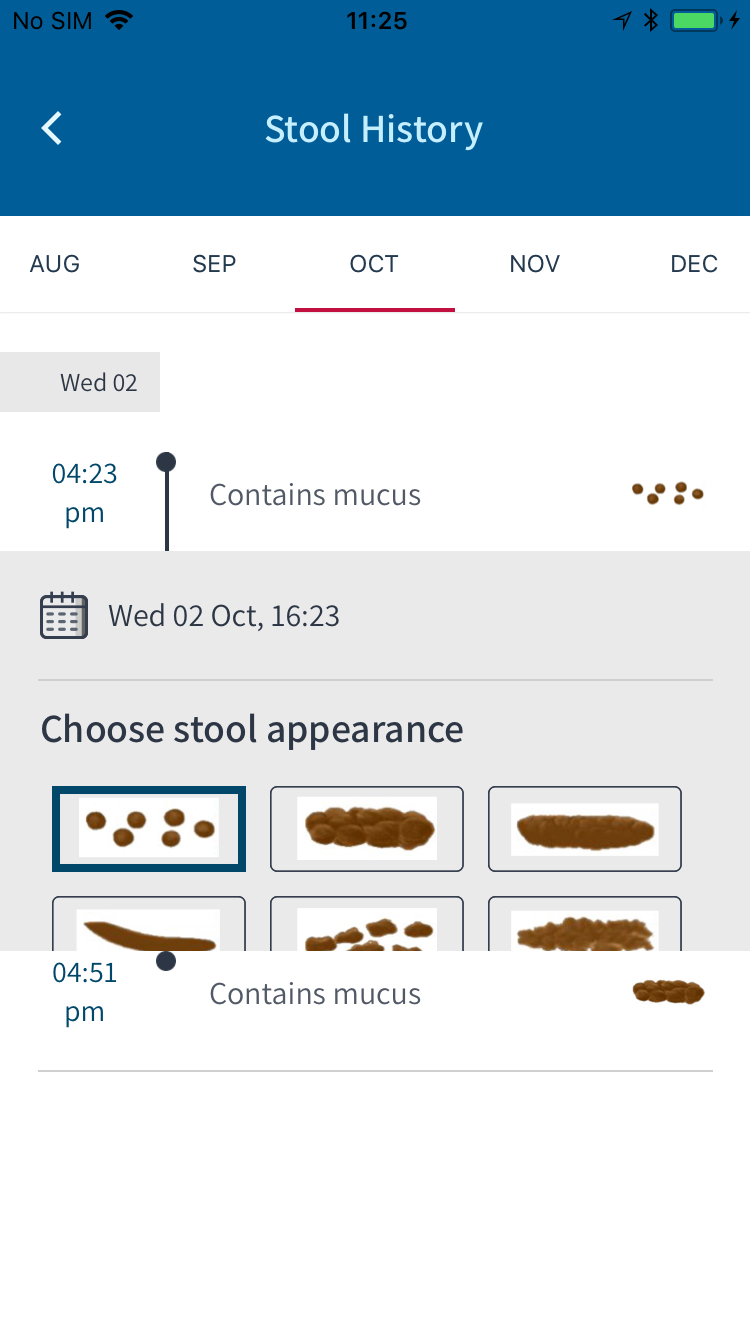 No SIM 11:25
Stool History
AUG SEP OCT NOV DEC
Wed 02
04:23
pm
Contains mucus
Wed 02 Oct, 16:23
Choose stool appearance
04:51
pm
Contains mucus